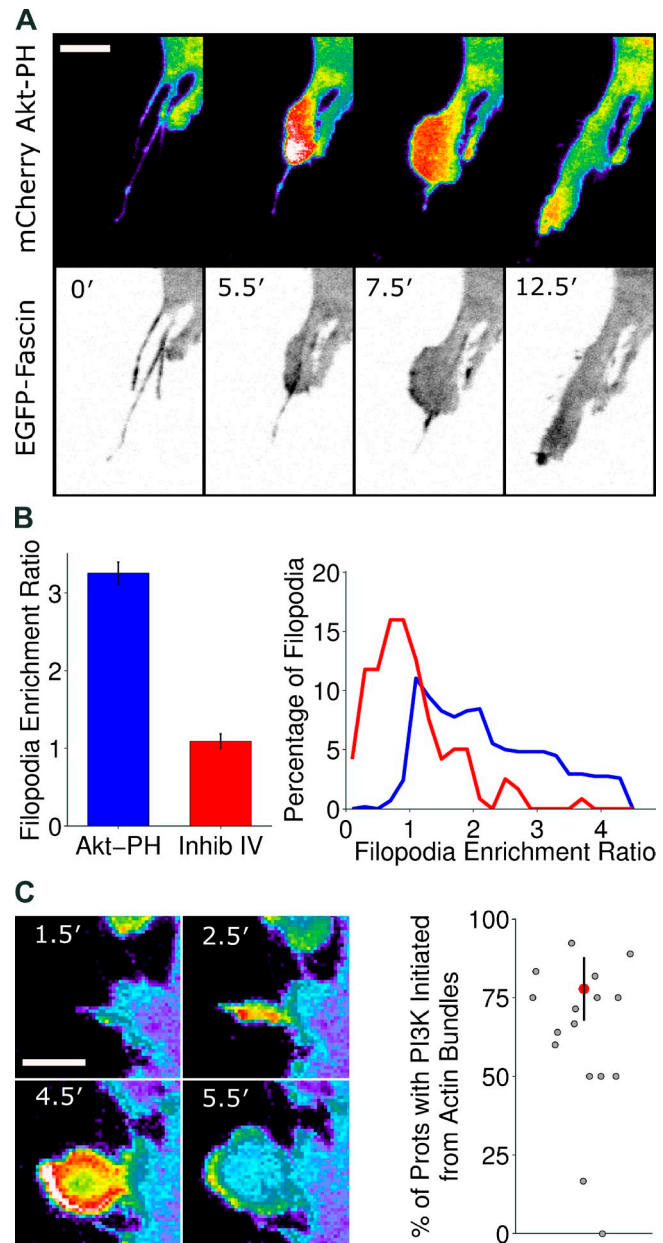 A
mCherry Akt-PH
EGFP-Fascin
0′
5.5′
7.5′
12.5′
B
Filopodia Enrichment Ratio
3
2
1
0
Akt–PH
Inhib IV
Percentage of Filopodia
20
15
10
5
0
0
1
2
3
4
Filopodia Enrichment Ratio
C
1.5′
2.5′
4.5′
5.5′
% of Prots with PI3K Initiated
from Actin Bundles
100
75
50
25
0